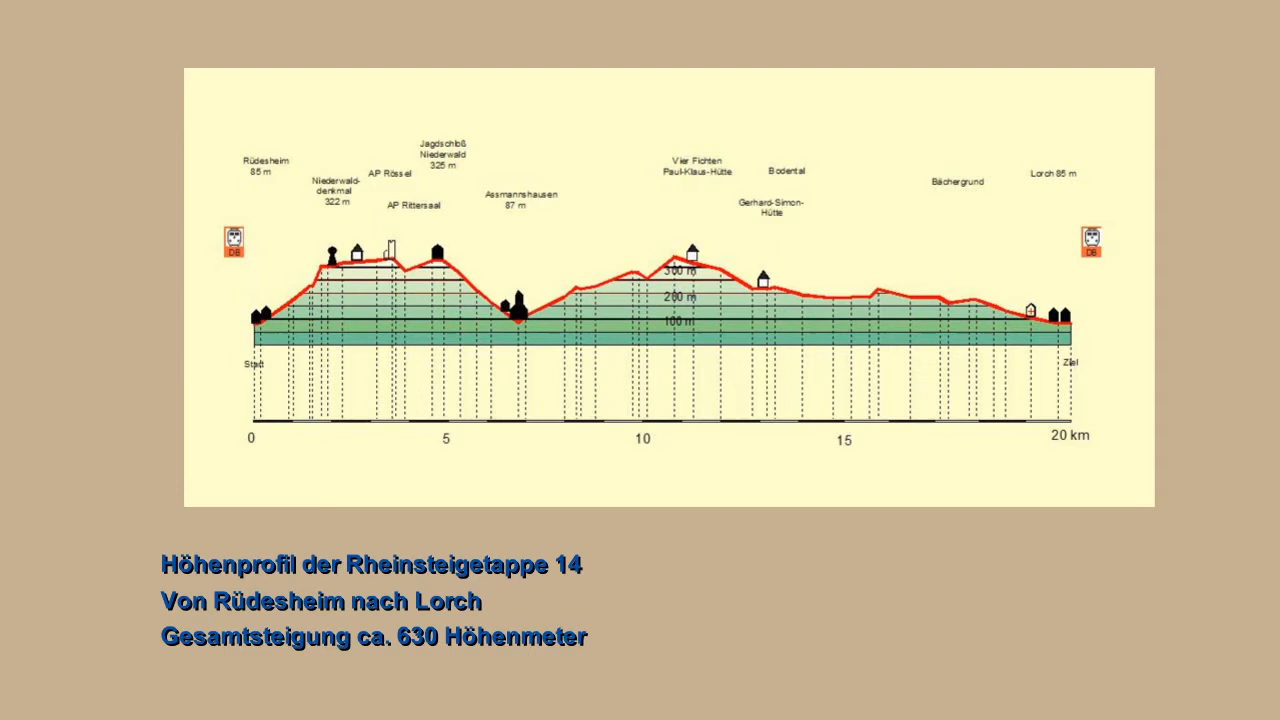 Jagdschloß
Niederwald
325 m
Rüdesheim
85 m
Niederwald-
denkmal
322 m
AP Rössel
AP Rittersaal
Assmannshausen
87 m
Vier Fichten
Paul-Klaus-Hütte
Bodental
Gerhard-Simon-
Hütte
Bächergrund
Lorch 85 m
DB
DB
300 m
200 m
100 m
Start
Ziel
0
5
10
15
20 km
Höhenprofil der Rheinsteigetappe 14
Von Rüdesheim nach Lorch
Gesamtsteigung ca. 630 Höhenmeter